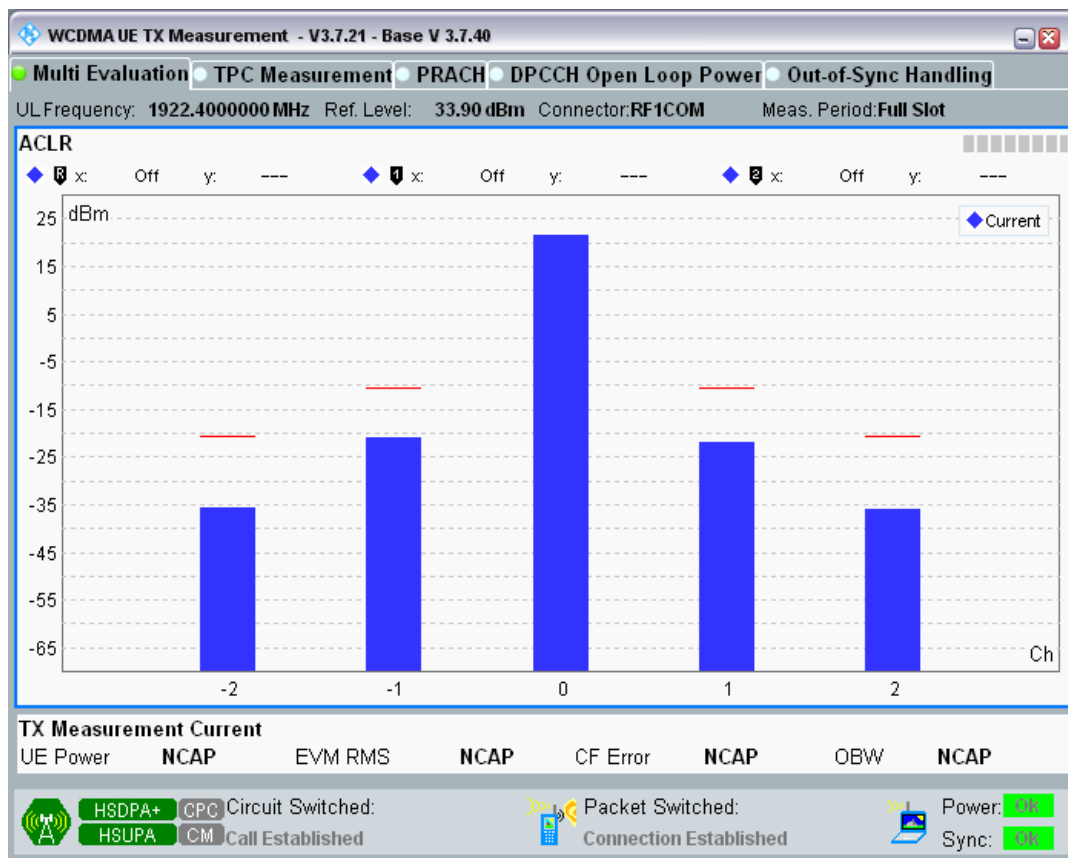 WCDMA UE TX Measurement - V3.7.21 - Base V 3.7.40
Multi Evaluation TPC Measurement PRACH DPCCH Open Loop Power Out-of-Sync Handling
UL Frequency: 1922.4000000 MHz Ref. Level: 33.90 dBm Connector:RF1COM Meas. Period:Full Slot
ACLR
R x: Off y: --- 1 x: Off y: --- 2 x: Off y: ---
dBm
Current
25
15
5
-5
-15
-25
-35
-45
-55
-65
Ch
-2 -1 0 1 2
TX Measurement Current
UE Power NCAP EVM RMS NCAP CF Error NCAP OBW NCAP
HSDPA+ CPC Circuit Switched: Packet Switched: Power: OK
HSUPA CM Call Established Connection Established Sync: OK